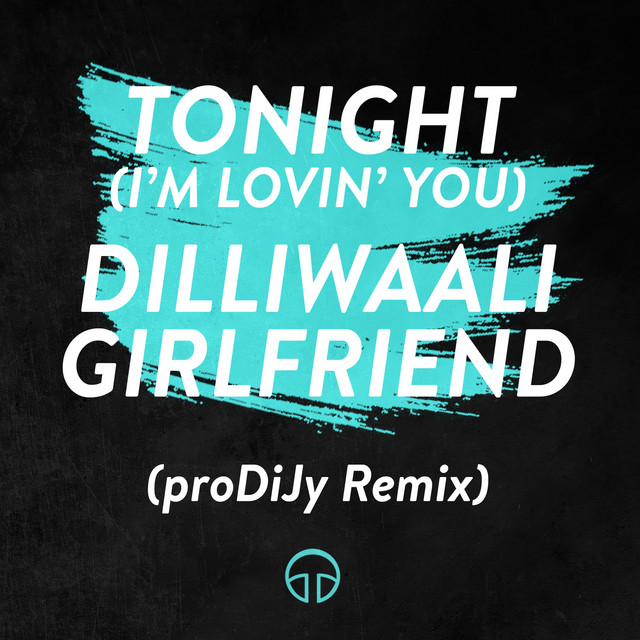 TONIGHT
(I’M LOVIN’ YOU)
DILLIWAALI
GIRLFRIEND
(proDiJy Remix)